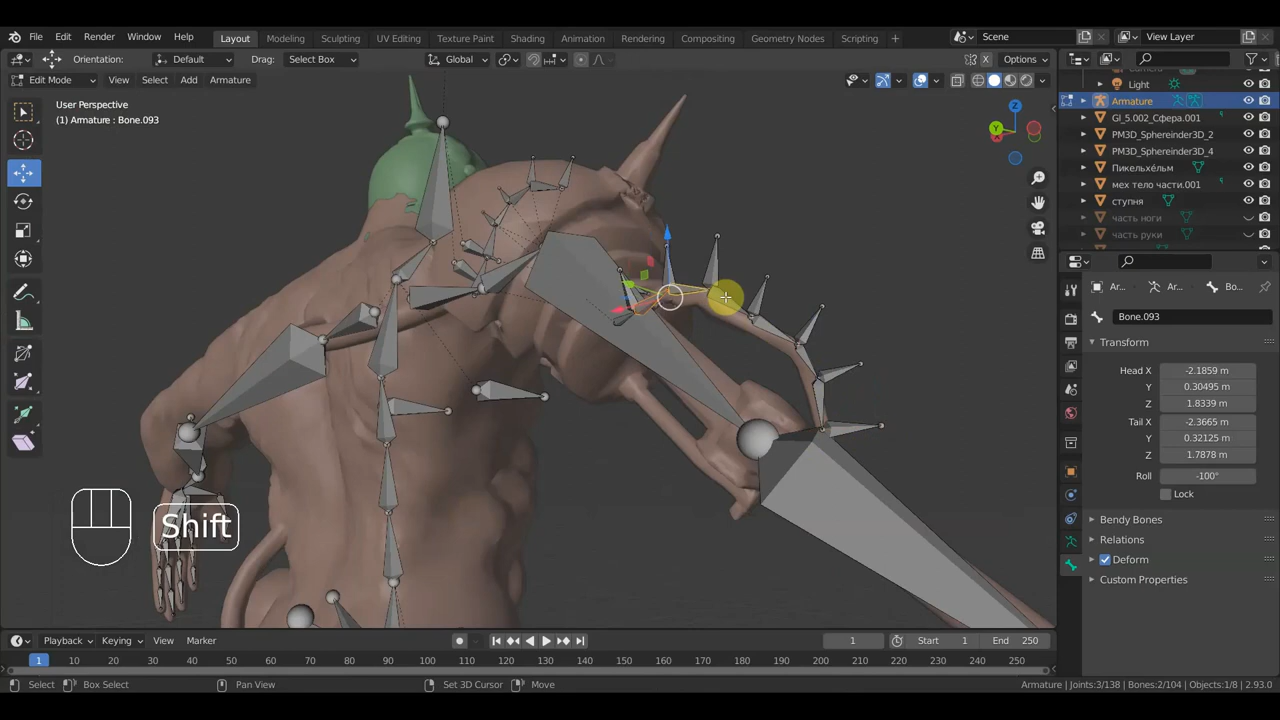 File Edit Render Window Help Layout Modeling Sculpting UV Editing Texture Paint Shading Animation Rendering Compositing Geometry Nodes Scripting + Scene View Layer
Orientation: Default Drag: Select Box Global Options
Edit Mode View Select Add Armature
User Perspective
(1) Armature : Bone.093
Z
Y
X
Light
Armature
Gl_5.002_Сфера.001
PM3D_Sphereinder3D_2
PM3D_Sphereinder3D_4
Пикельхе́льм
мех тело части.001
ступня
часть ноги
часть руки
Ar... Ar... Bo...
Bone.093
Transform
Head X -2.1859 m
Y 0.30495 m
Z 1.8339 m
Tail X -2.3665 m
Y 0.32125 m
Z 1.7878 m
Roll -100°
Lock
Bendy Bones
Relations
Deform
Custom Properties
Shift
Playback Keying View Marker 1 Start 1 End 250
1 10 20 30 40 50 60 70 80 90 100 110 120 130 140 150 160 170 180 190 200 210 220 230 240 250
Select Box Select Pan View Set 3D Cursor Move Armature | Joints:3/138 | Bones:2/104 | Objects:1/8 | 2.93.0